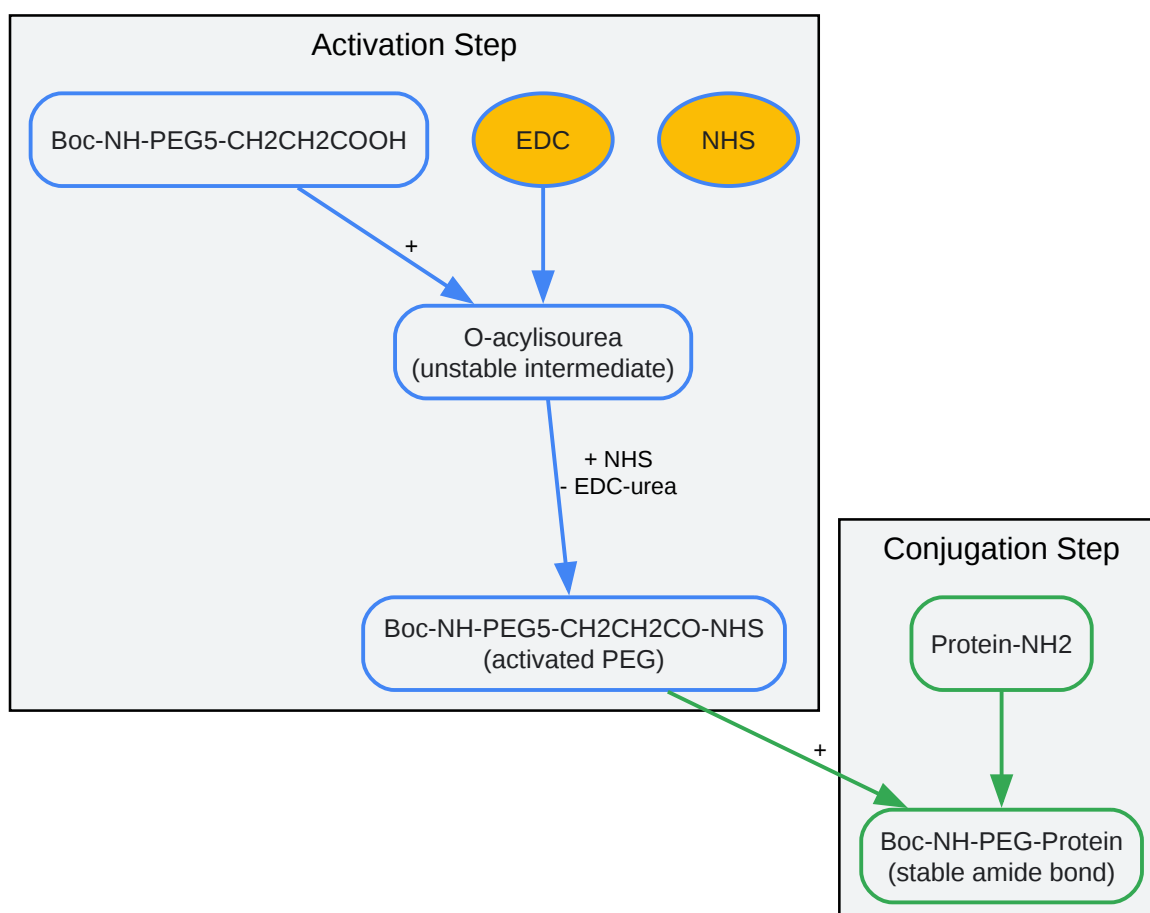 Activation Step
Boc-NH-PEG5-CH2CH2COOH
EDC
NHS
+
O-acylisourea
(unstable intermediate)
+ NHS
- EDC-urea
Boc-NH-PEG5-CH2CH2CO-NHS
(activated PEG)
Conjugation Step
Protein-NH2
+
Boc-NH-PEG-Protein
(stable amide bond)